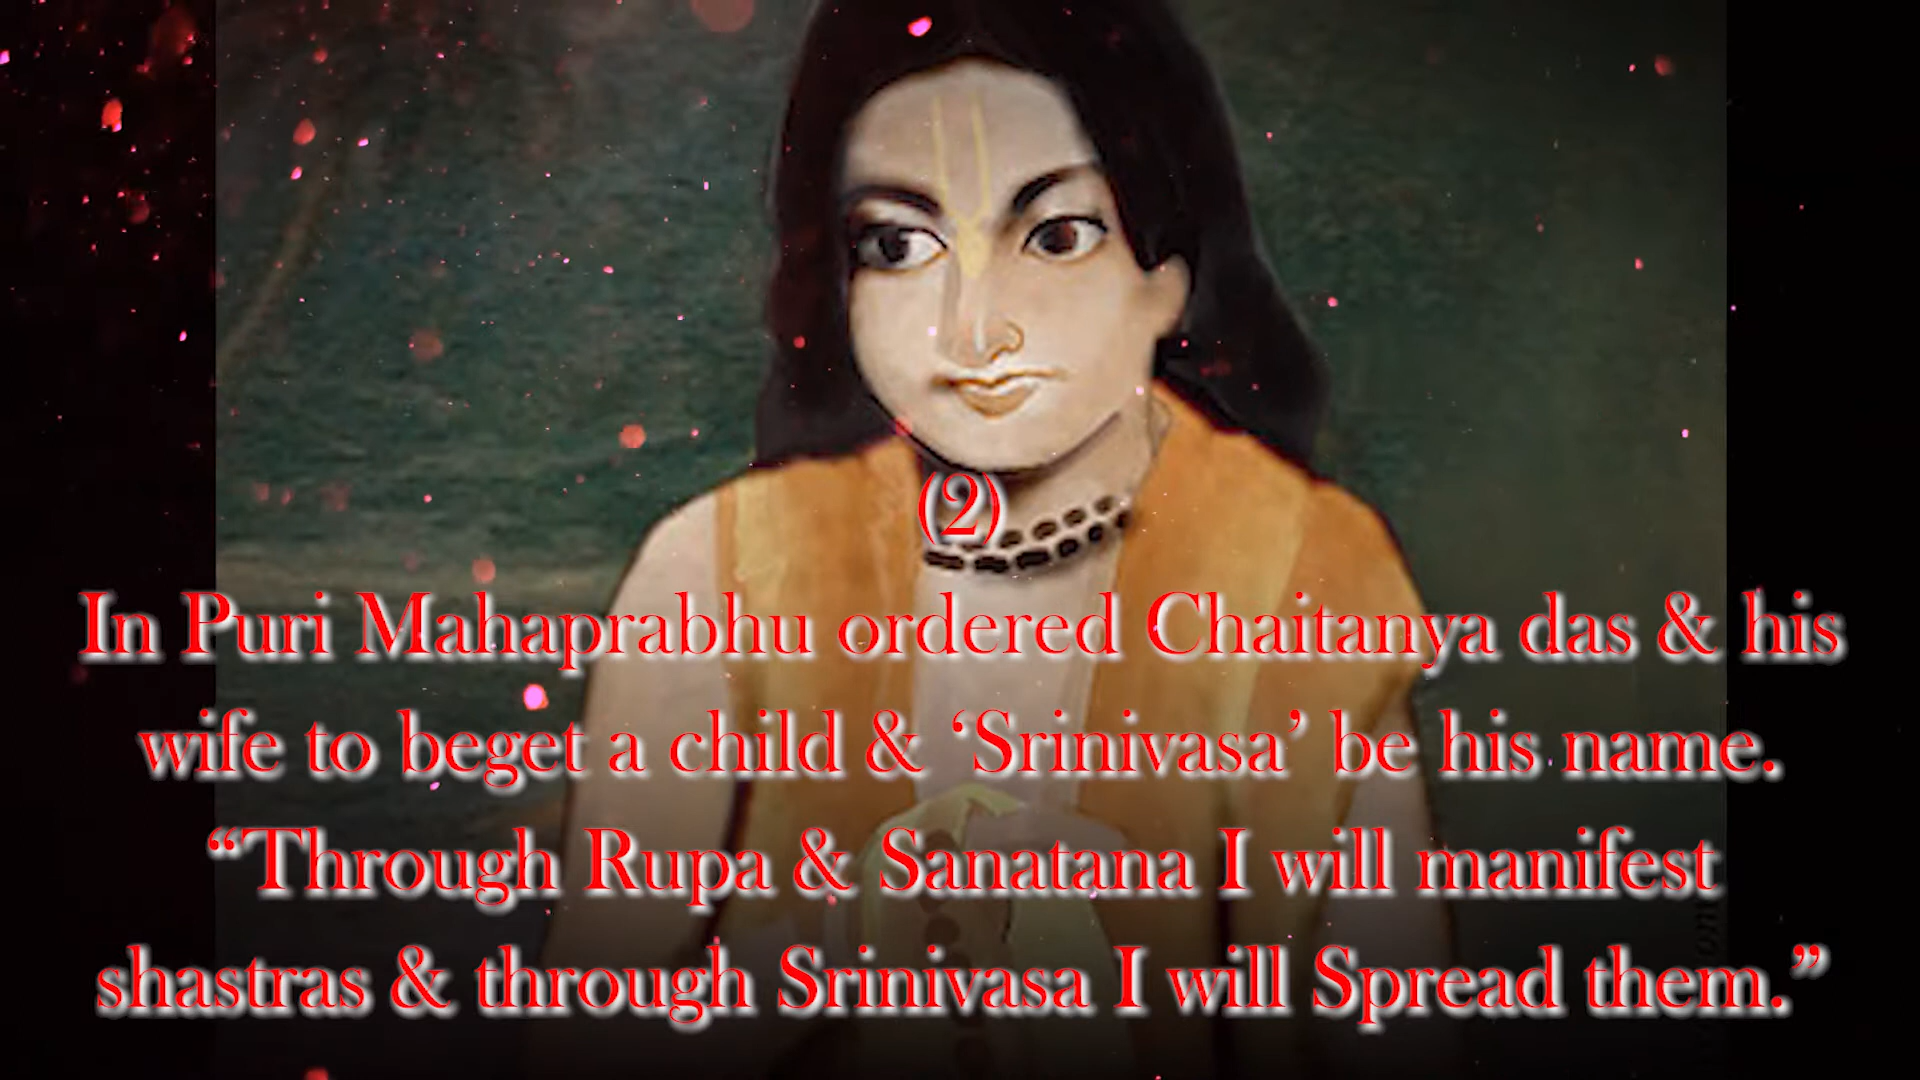 (2)
In Puri Mahaprabhu ordered Chaitanya das & his
wife to beget a child & ‘Srinivasa’ be his name.
“Through Rupa & Sanatana I will manifest
shastras & through Srinivasa I will Spread them.”